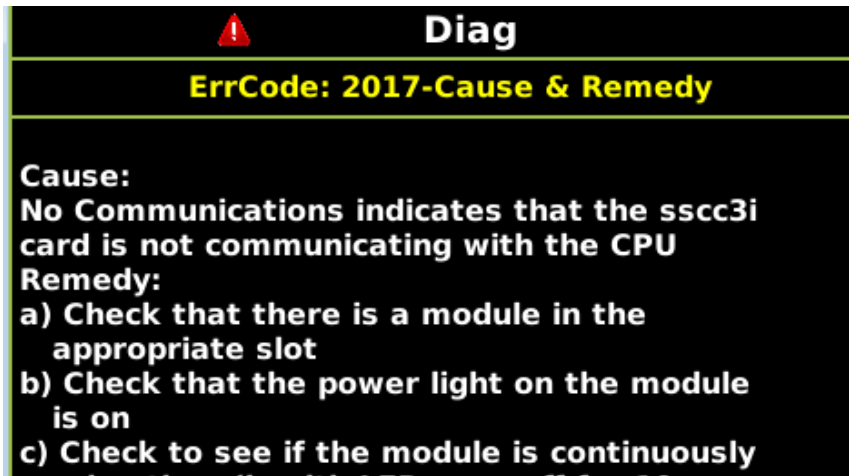 Diag
ErrCode: 2017-Cause & Remedy
Cause:
No Communications indicates that the sscc3i
card is not communicating with the CPU
Remedy:
a) Check that there is a module in the
appropriate slot
b) Check that the power light on the module
is on
c) Check to see if the module is continuously